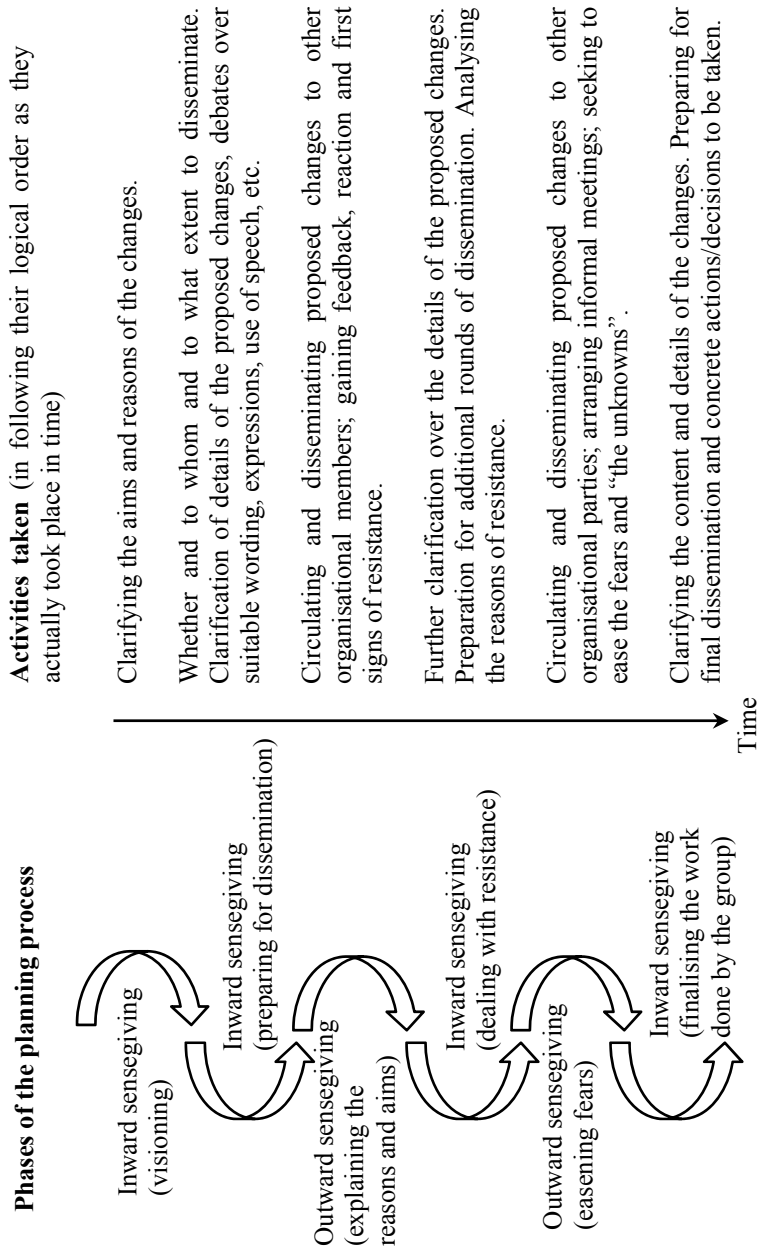 Phases of the planning process
Inward sensegiving
(visioning)
Inward sensegiving
(preparing for dissemination)
Outward sensegiving
(explaining the
reasons and aims)
Inward sensegiving
(dealing with resistance)
Outward sensegiving
(easening fears)
Inward sensegiving
(finalising the work
done by the group)
Time
Activities taken (in following their logical order as they
actually took place in time)
Clarifying the aims and reasons of the changes.
Whether and to whom and to what extent to disseminate.
Clarification of details of the proposed changes, debates over
suitable wording, expressions, use of speech, etc.
Circulating and disseminating proposed changes to other
organisational members; gaining feedback, reaction and first
signs of resistance.
Further clarification over the details of the proposed changes.
Preparation for additional rounds of dissemination. Analysing
the reasons of resistance.
Circulating and disseminating proposed changes to other
organisational parties; arranging informal meetings; seeking to
ease the fears and “the unknowns”.
Clarifying the content and details of the changes. Preparing for
final dissemination and concrete actions/decisions to be taken.